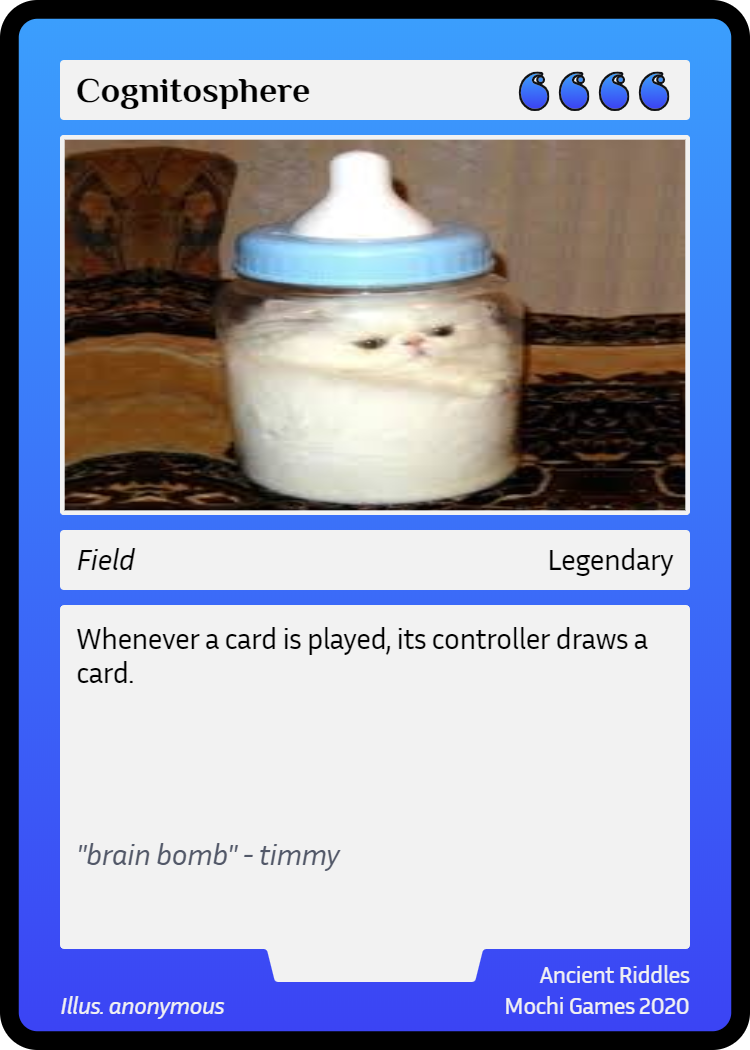 Cognitosphere
Field
Legendary
Whenever a card is played, its controller draws a
card.
"brain bomb" - timmy
Ancient Riddles
Illus. anonymous
Mochi Games 2020